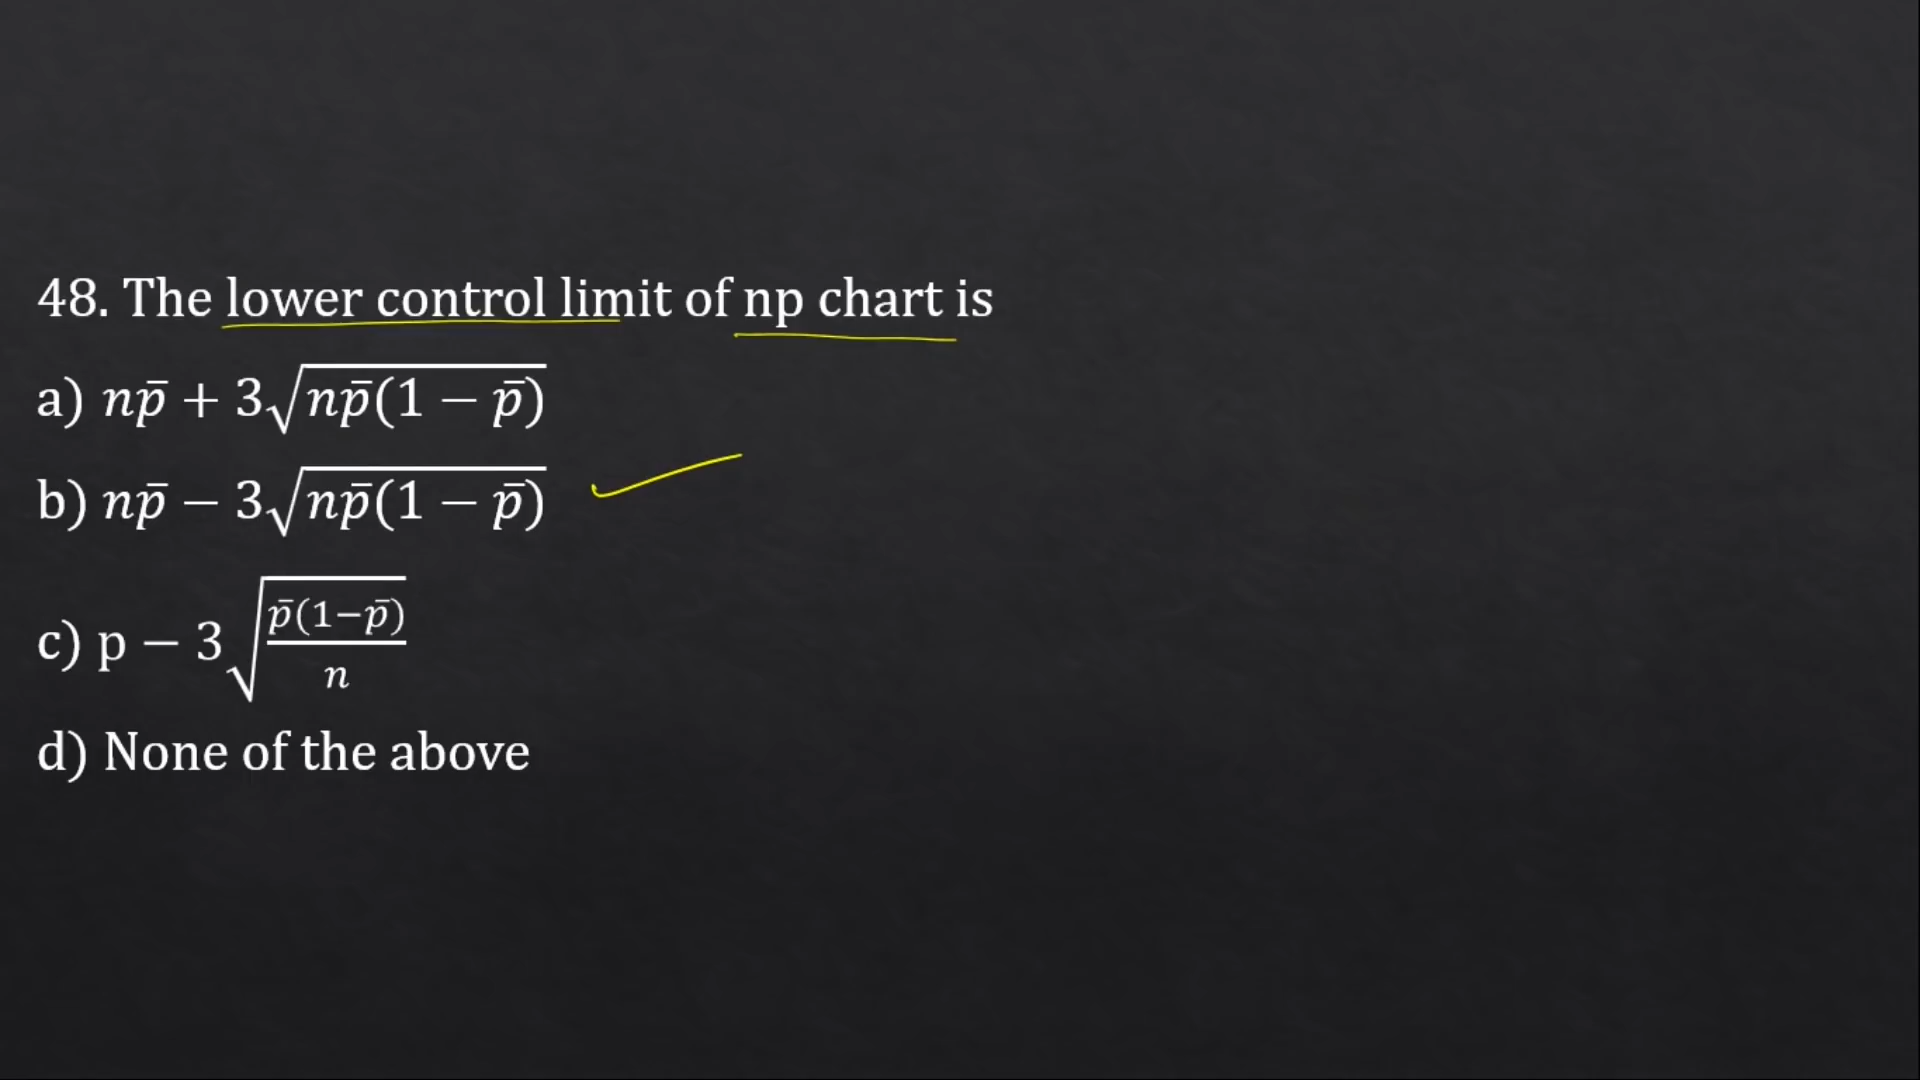 48. The lower control limit of np chart is
a) np̄ + 3√np̄(1 − p̄)
b) np̄ − 3√np̄(1 − p̄)
c) p − 3√p̄(1−p̄)/n
d) None of the above